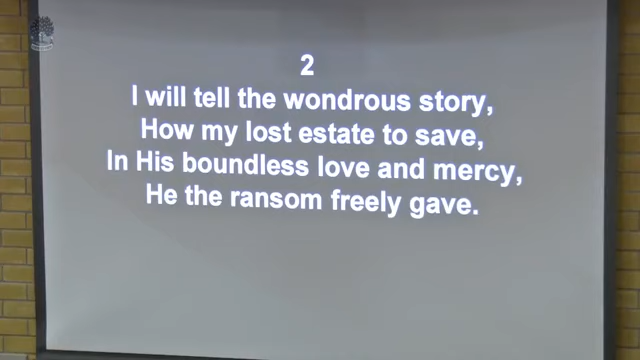 2
I will tell the wondrous story,
How my lost estate to save,
In His boundless love and mercy,
He the ransom freely gave.